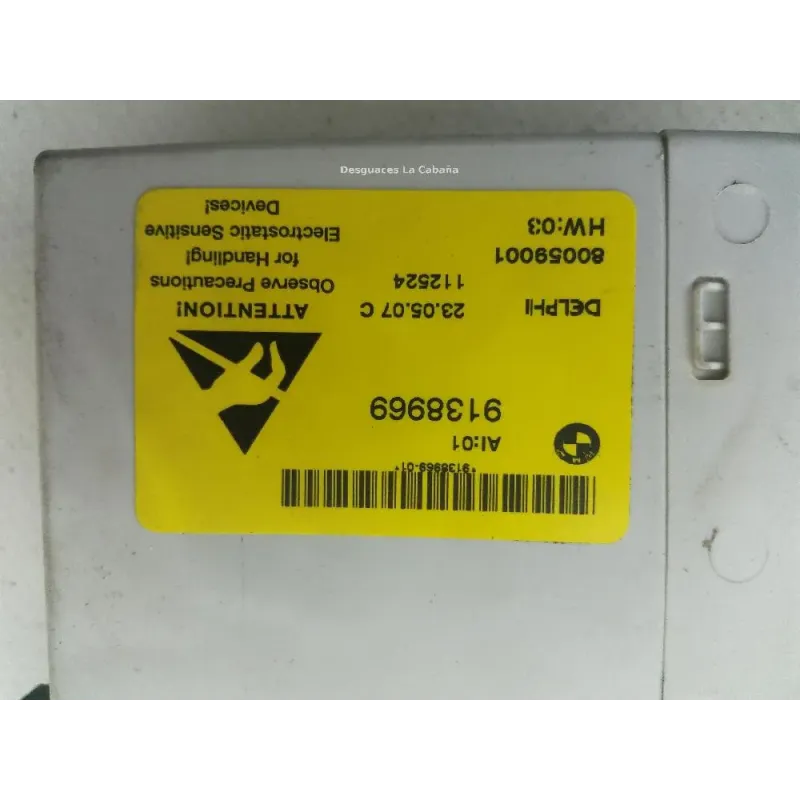 Desguaces La Cabaña
*9138969-01*
AI:01
9138969
DELPHI
23.05.07 C
112524
80059001
HW:03
ATTENTION!
Observe Precautions
for Handling!
Electrostatic Sensitive
Devices!